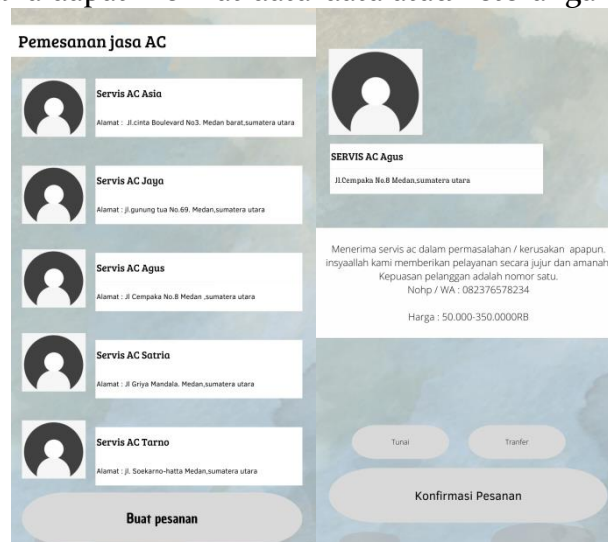 Pemesanan jasa AC
Servis AC Asia
Alamat : Jl.cinta Boulevard No3. Medan barat,sumatera utara
Servis AC Jaya
Alamat : jl.gunung tua No.69. Medan,sumatera utara
Servis AC Agus
Alamat : Jl Cempaka No.8 Medan ,sumatera utara
Servis AC Satria
Alamat : Jl Griya Mandala. Medan,sumatera utara
Servis AC Tarno
Alamat : jl. Soekarno-hatta Medan,sumatera utara
Buat pesanan
SERVIS AC Agus
Jl.Cempaka No.8 Medan,sumatera utara
Menerima servis ac dalam permasalahan / kerusakan apapun.
insyaallah kami memberikan pelayanan secara jujur dan amanah
Kepuasan pelanggan adalah nomor satu.
Nohp / WA : 082376578234
Harga : 50.000-350.0000RB
Tunai
Tranfer
Konfirmasi Pesanan